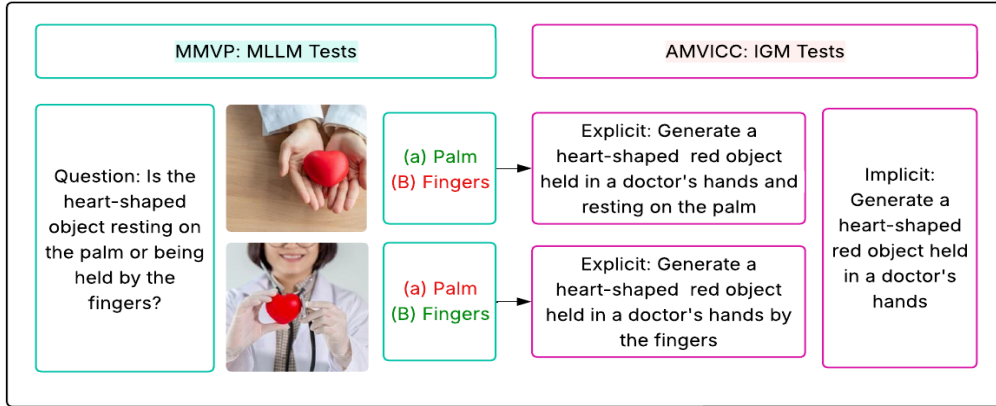 MMVP: MLLM Tests
AMVICC: IGM Tests
Question: Is the
heart-shaped
object resting on
the palm or being
held by the
fingers?
(a) Palm
(B) Fingers
Explicit: Generate a
heart-shaped red object
held in a doctor's hands and
resting on the palm
(a) Palm
(B) Fingers
Explicit: Generate a
heart-shaped red object
held in a doctor's hands by
the fingers
Implicit:
Generate a
heart-shaped
red object held
in a doctor's
hands